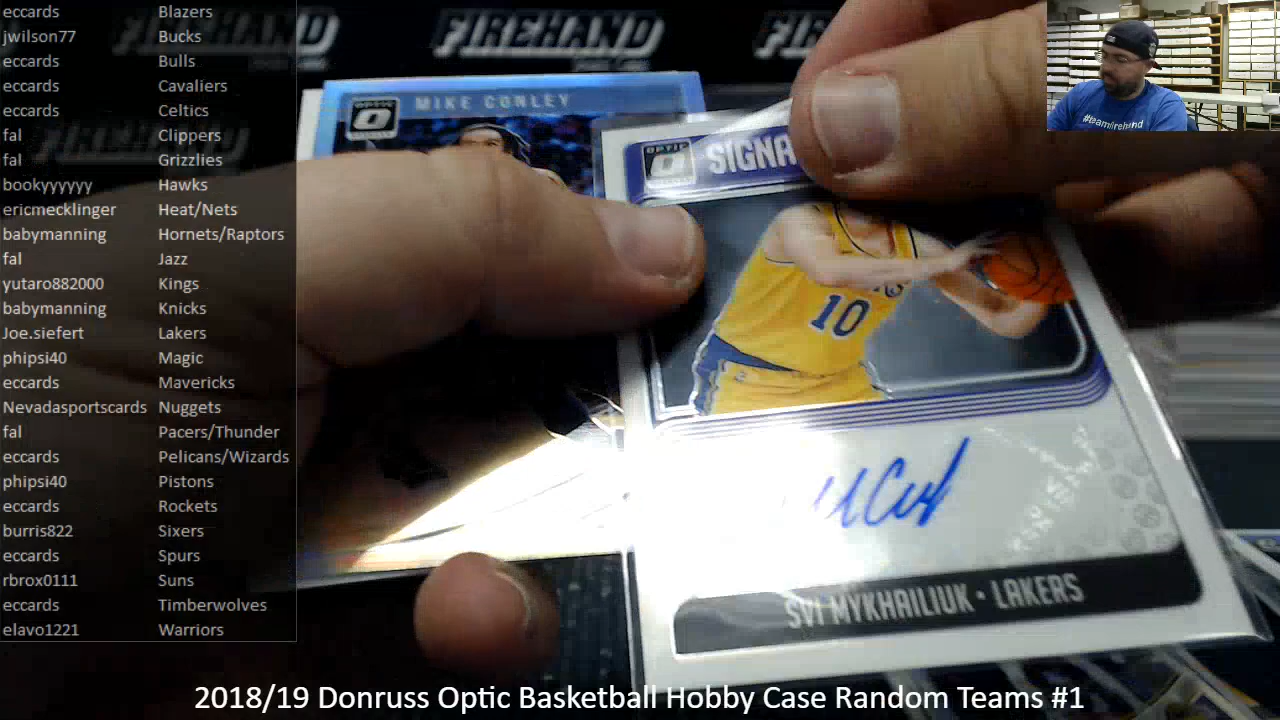 eccards Blazers
jwilson77 Bucks
eccards Bulls
eccards Cavaliers
eccards Celtics
fal Clippers
fal Grizzlies
bookyyyyyy Hawks
ericmecklinger Heat/Nets
babymanning Hornets/Raptors
fal Jazz
yutaro882000 Kings
babymanning Knicks
Joe.siefert Lakers
phipsi40 Magic
eccards Mavericks
Nevadasportscards Nuggets
fal Pacers/Thunder
eccards Pelicans/Wizards
phipsi40 Pistons
eccards Rockets
burris822 Sixers
eccards Spurs
rbrox0111 Suns
eccards Timberwolves
elavo1221 Warriors
FIREHAND
FIREHAND
#teamfirehand
OPTIC
MIKE CONLEY
OPTIC
SIGNA
10
SVI MYKHAILIUK • LAKERS
2018/19 Donruss Optic Basketball Hobby Case Random Teams #1